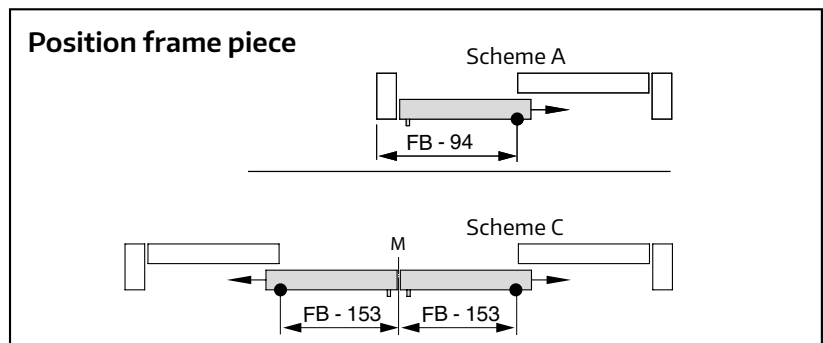 Position frame piece
Scheme A
FB - 94
Scheme C
M
FB - 153
FB - 153